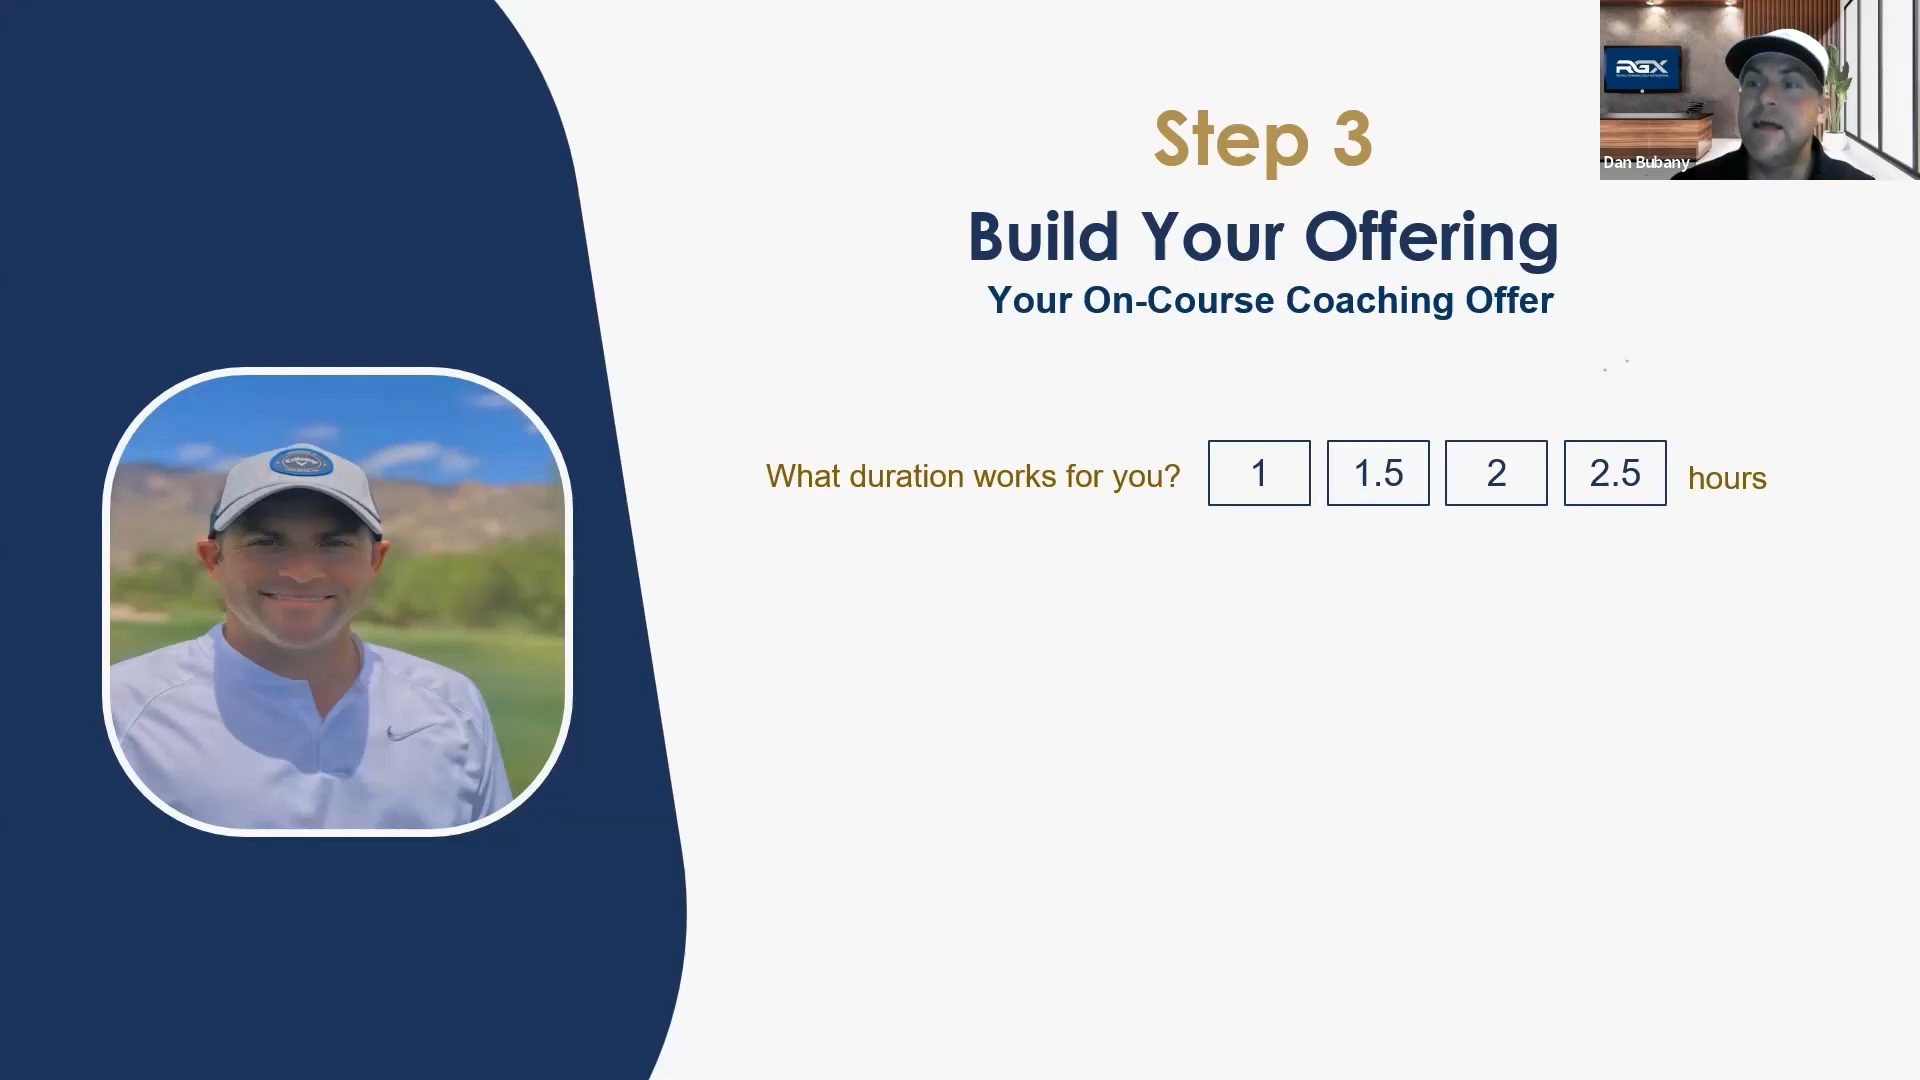 Step 3
Build Your Offering
Your On-Course Coaching Offer
What duration works for you? 1 1.5 2 2.5 hours
RGX
Dan Bubany